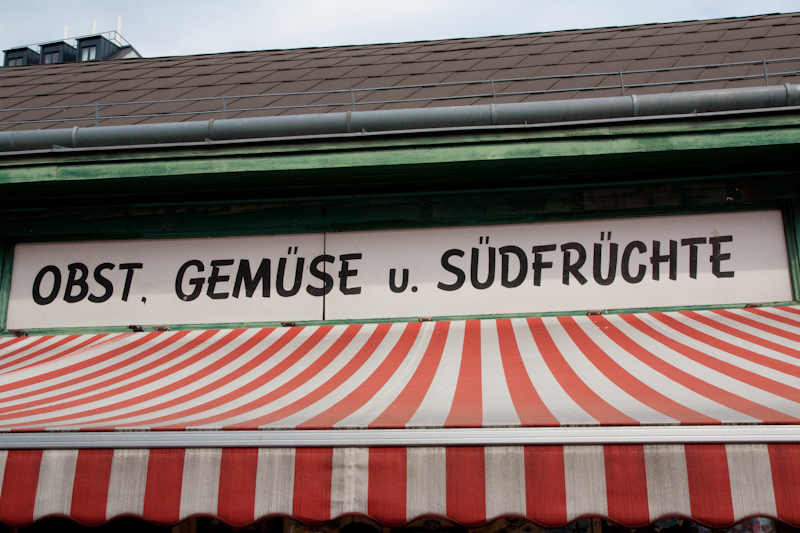 OBST, GEMÜSE u. SÜDFRÜCHTE